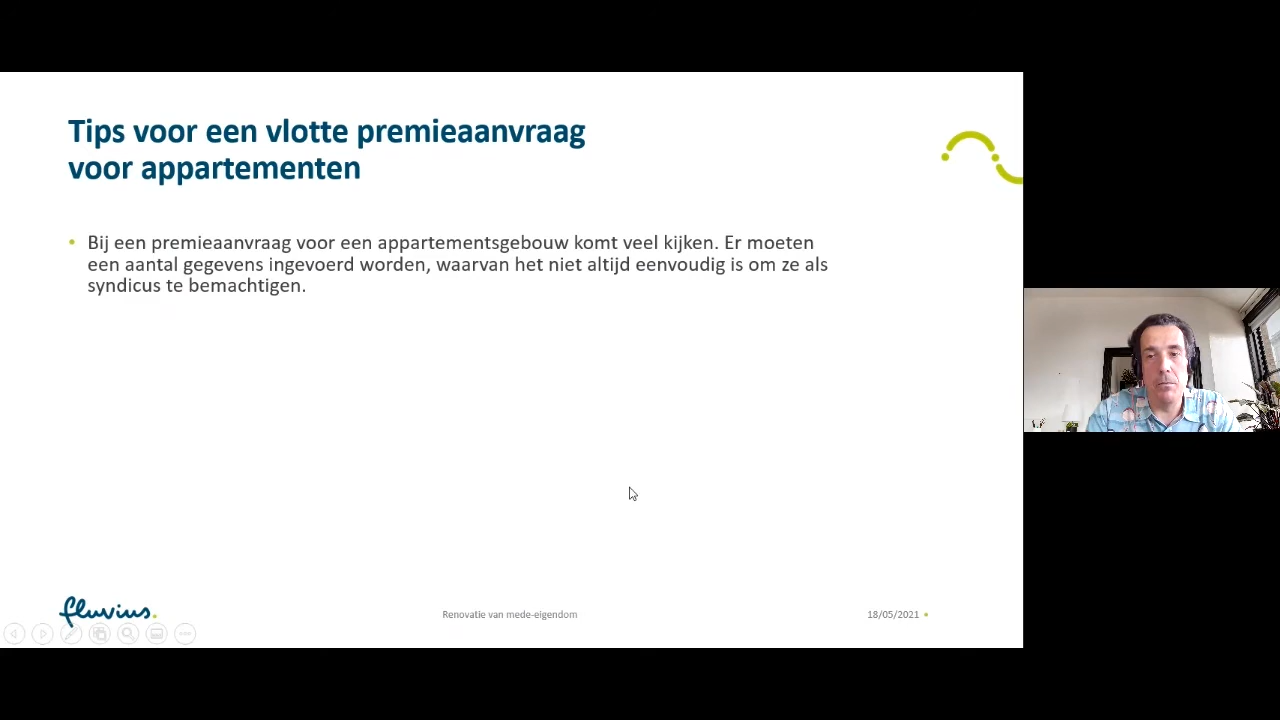 Tips voor een vlotte premieaanvraag
voor appartementen
• Bij een premieaanvraag voor een appartementsgebouw komt veel kijken. Er moeten
een aantal gegevens ingevoerd worden, waarvan het niet altijd eenvoudig is om ze als
syndicus te bemachtigen.
fluvius.
Renovatie van mede-eigendom
18/05/2021